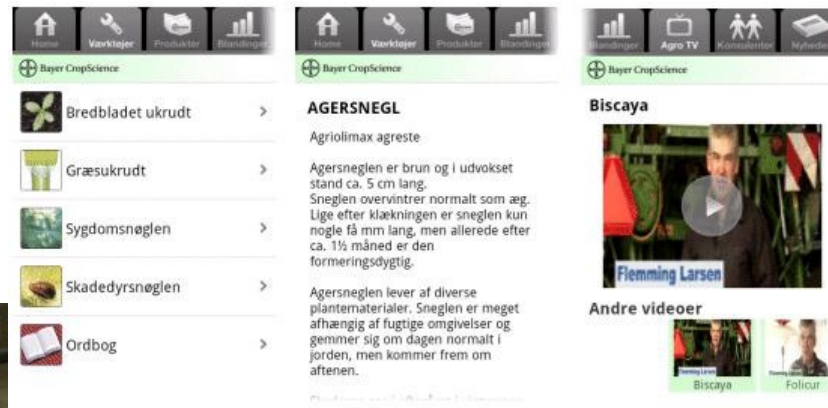 Home Værktøjer Produkter Blandinger
Bayer CropScience
Bredbladet ukrudt
Græsukrudt
Sygdomsnøglen
Skadedyrsnøglen
Ordbog
Home Værktøjer Produkter Blandinger
Bayer CropScience
AGERSNEGL
Agriolimax agreste
Agersneglen er brun og i udvokset
stand ca. 5 cm lang.
Sneglen overvintrer normalt som æg.
Lige efter klækningen er sneglen kun
nogle få mm lang, men allerede efter
ca. 1½ måned er den
formeringsdygtig.
Agersneglen lever af diverse
plantematerialer. Sneglen er meget
afhængig af fugtige omgivelser og
gemmer sig om dagen normalt i
jorden, men kommer frem om
aftenen.
Blandinger Agro TV Konsulenter Nyheder
Bayer CropScience
Biscaya
Flemming Larsen
Andre videoer
Flemming Larsen
Biscaya
Folicur